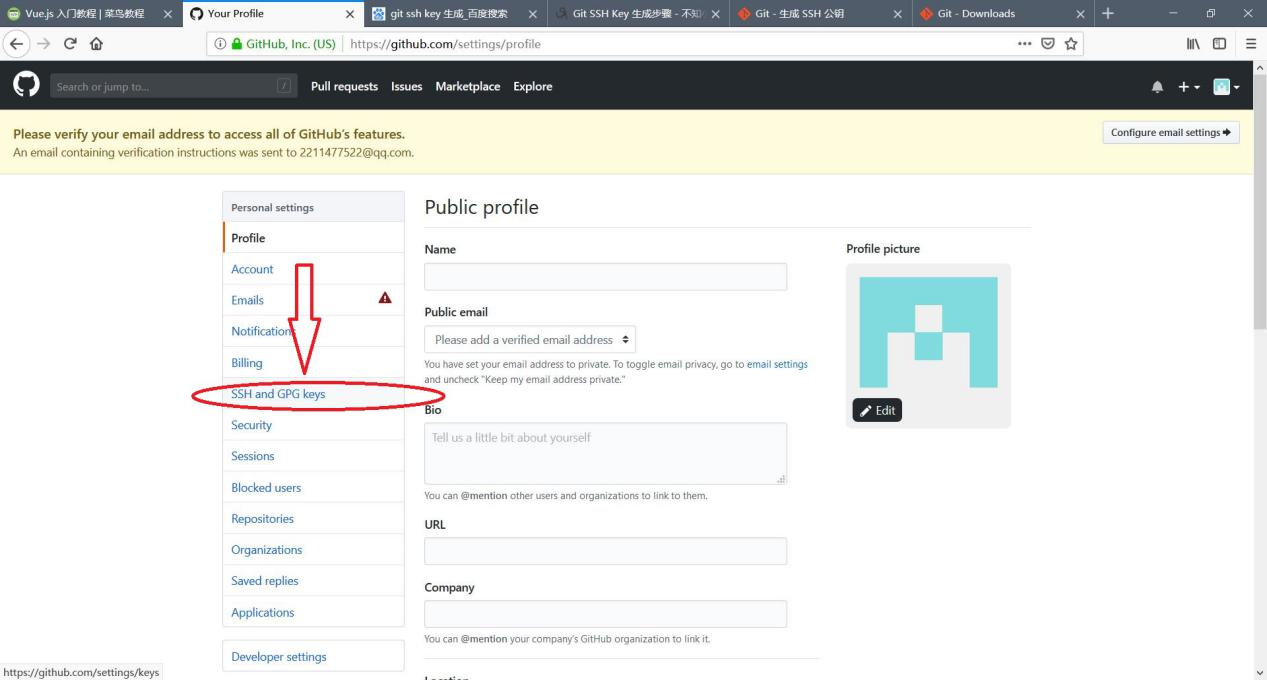 Vue.js 入门教程 | 菜鸟教程
Your Profile
git ssh key 生成_百度搜索
Git SSH Key 生成步骤 - 不知
Git - 生成 SSH 公钥
Git - Downloads
GitHub, Inc. (US)
https://github.com/settings/profile
Search or jump to...
/
Pull requests
Issues
Marketplace
Explore
Please verify your email address to access all of GitHub's features.
An email containing verification instructions was sent to 2211477522@qq.com.
Configure email settings
Personal settings
Profile
Account
Emails
Notifications
Billing
SSH and GPG keys
Security
Sessions
Blocked users
Repositories
Organizations
Saved replies
Applications
Developer settings
Public profile
Name
Public email
Please add a verified email address
You have set your email address to private. To toggle email privacy, go to email settings
and uncheck "Keep my email address private."
Bio
Tell us a little bit about yourself
You can @mention other users and organizations to link to them.
URL
Company
You can @mention your company's GitHub organization to link it.
Location
Profile picture
Edit
https://github.com/settings/keys